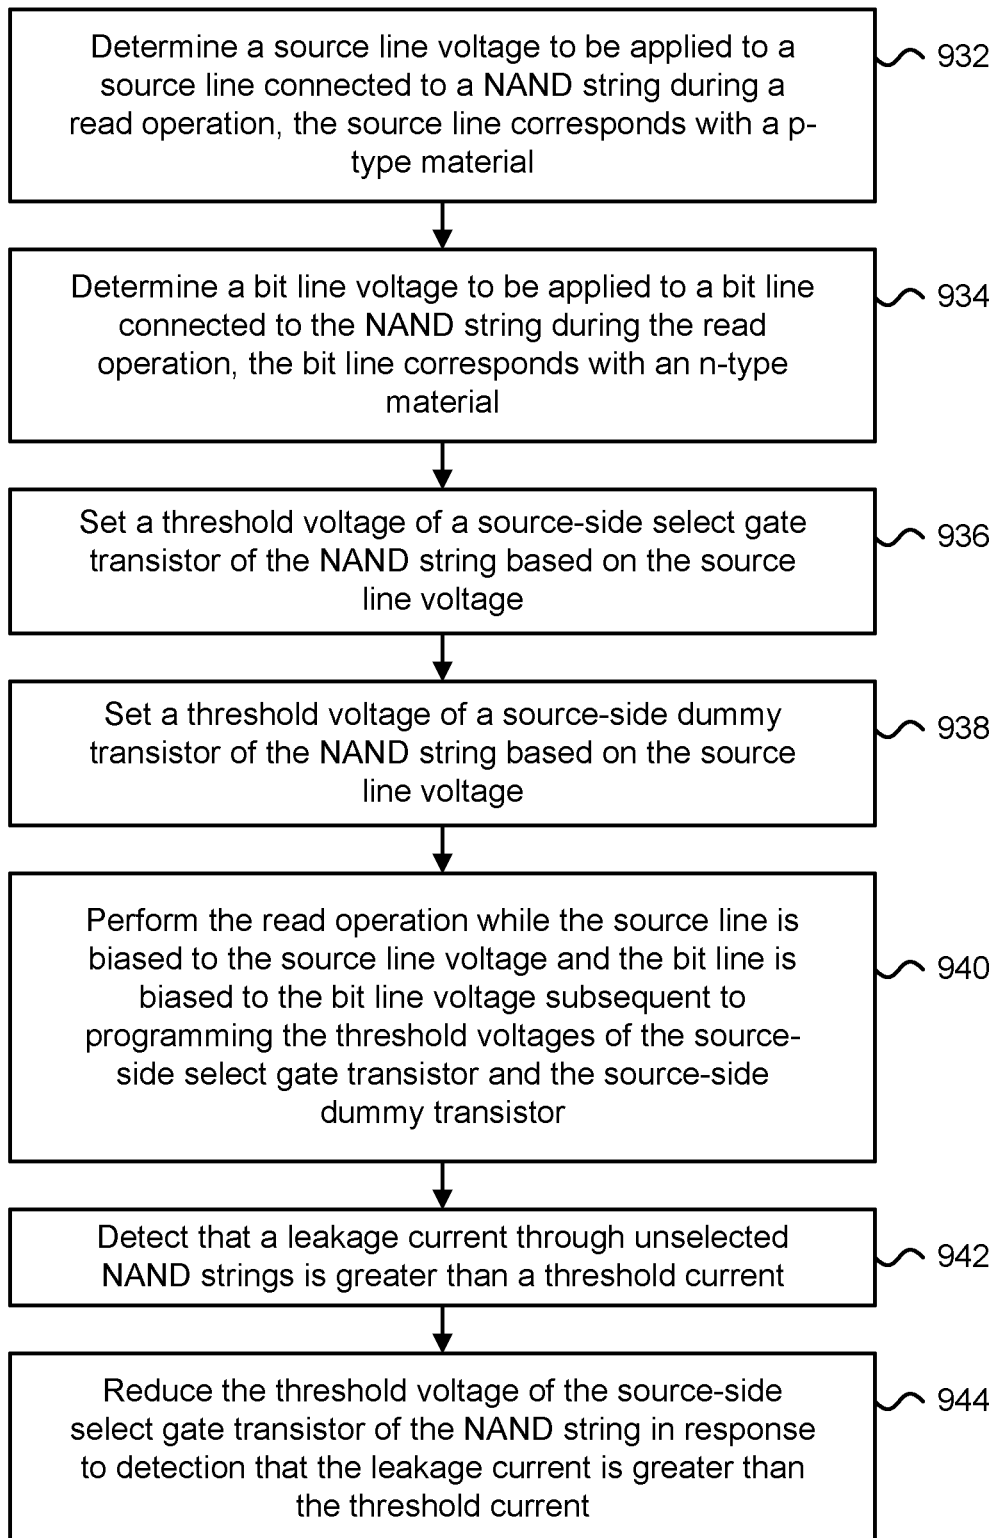 Determine a source line voltage to be applied to a
source line connected to a NAND string during a
read operation, the source line corresponds with a p-
type material
932
Determine a bit line voltage to be applied to a bit line
connected to the NAND string during the read
operation, the bit line corresponds with an n-type
material
934
Set a threshold voltage of a source-side select gate
transistor of the NAND string based on the source
line voltage
936
Set a threshold voltage of a source-side dummy
transistor of the NAND string based on the source
line voltage
938
Perform the read operation while the source line is
biased to the source line voltage and the bit line is
biased to the bit line voltage subsequent to
programming the threshold voltages of the source-
side select gate transistor and the source-side
dummy transistor
940
Detect that a leakage current through unselected
NAND strings is greater than a threshold current
942
Reduce the threshold voltage of the source-side
select gate transistor of the NAND string in response
to detection that the leakage current is greater than
the threshold current
944